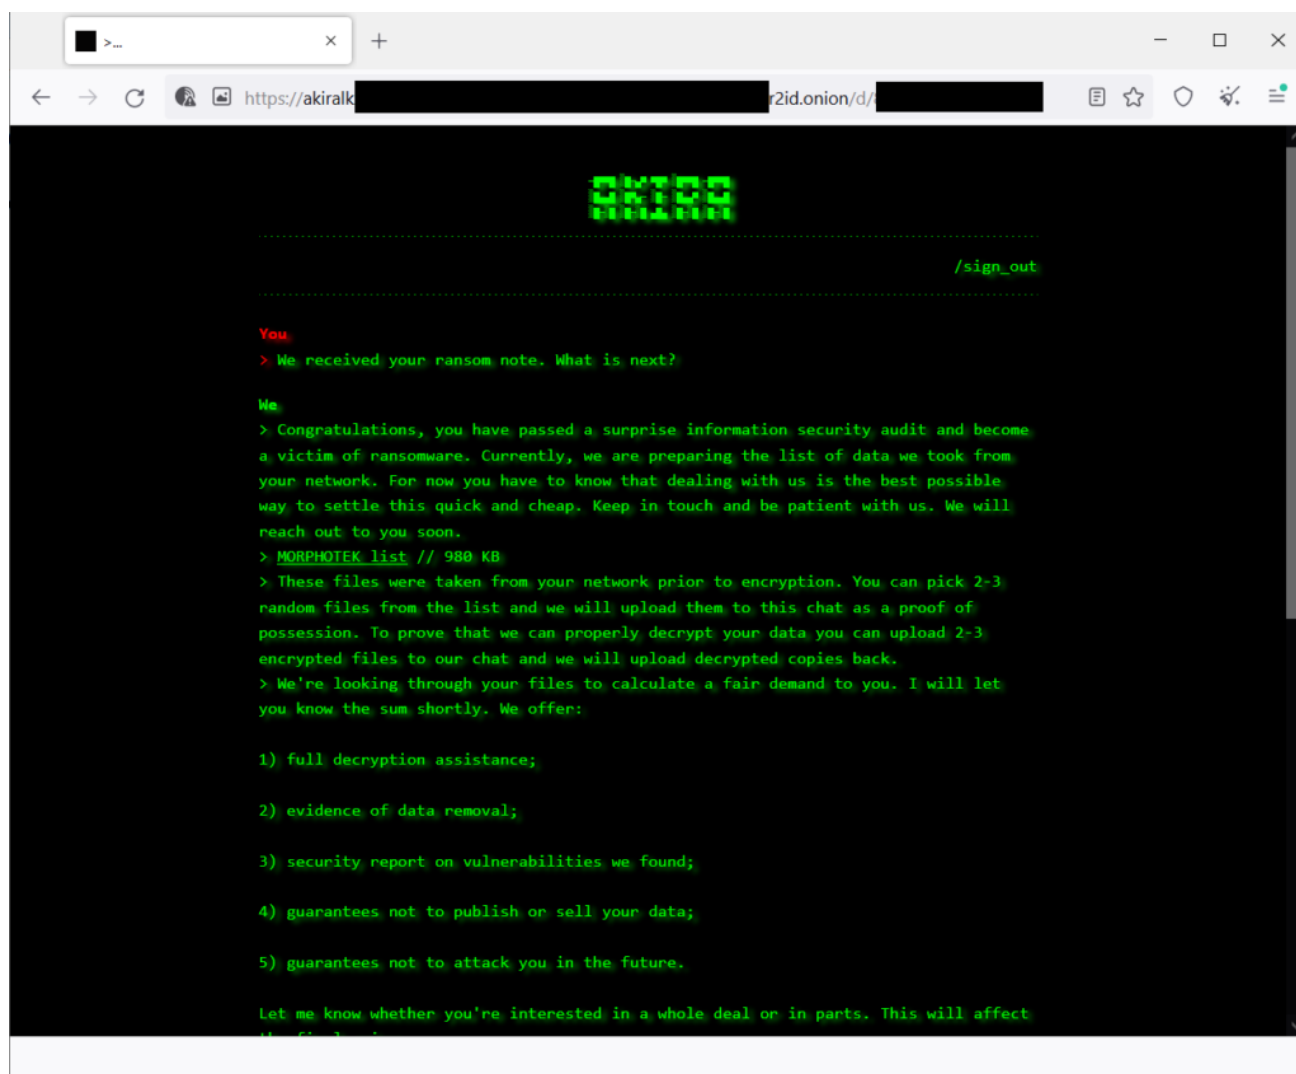 >...
https://akiralk r2id.onion/d/
AKIRA
/sign_out
You
> We received your ransom note. What is next?
We
> Congratulations, you have passed a surprise information security audit and become
a victim of ransomware. Currently, we are preparing the list of data we took from
your network. For now you have to know that dealing with us is the best possible
way to settle this quick and cheap. Keep in touch and be patient with us. We will
reach out to you soon.
> MORPHOTEK list // 980 KB
> These files were taken from your network prior to encryption. You can pick 2-3
random files from the list and we will upload them to this chat as a proof of
possession. To prove that we can properly decrypt your data you can upload 2-3
encrypted files to our chat and we will upload decrypted copies back.
> We're looking through your files to calculate a fair demand to you. I will let
you know the sum shortly. We offer:
1) full decryption assistance;
2) evidence of data removal;
3) security report on vulnerabilities we found;
4) guarantees not to publish or sell your data;
5) guarantees not to attack you in the future.
Let me know whether you're interested in a whole deal or in parts. This will affect